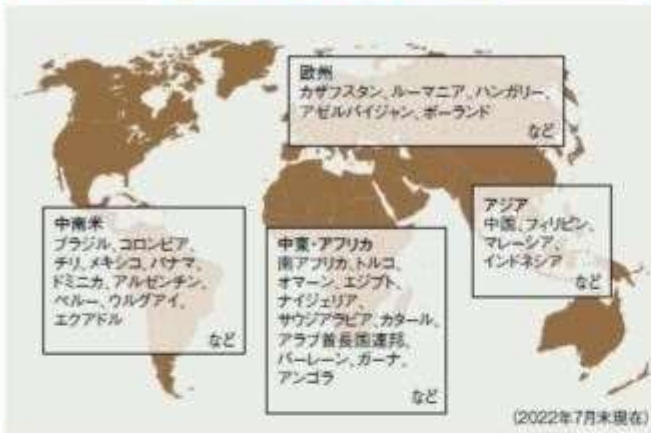 欧州
カザフスタン、ルーマニア、ハンガリー、
アゼルバイジャン、ポーランド
など
中南米
ブラジル、コロンビア、
チリ、メキシコ、パナマ、
ドミニカ、アルゼンチン、
ペルー、ウルグアイ、
エクアドル
など
中東・アフリカ
南アフリカ、トルコ、
オマーン、エジプト、
ナイジェリア、
サウジアラビア、カタール、
アラブ首長国連邦、
バーレーン、ガーナ、
アンゴラ
など
アジア
中国、フィリピン、
マレーシア、
インドネシア
など
(2022年7月末現在)